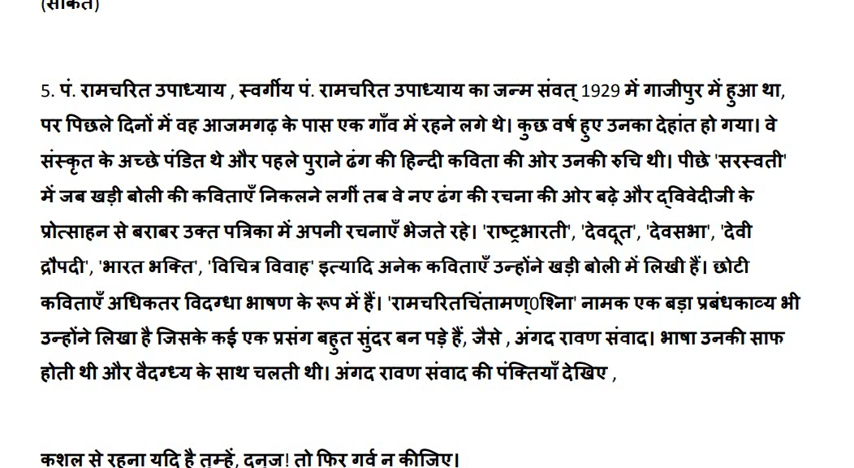 (साकेत)
5. पं. रामचरित उपाध्याय , स्वर्गीय पं. रामचरित उपाध्याय का जन्म संवत् 1929 में गाजीपुर में हुआ था,
पर पिछले दिनों में वह आजमगढ़ के पास एक गाँव में रहने लगे थे। कुछ वर्ष हुए उनका देहांत हो गया। वे
संस्कृत के अच्छे पंडित थे और पहले पुराने ढंग की हिन्दी कविता की ओर उनकी रुचि थी। पीछे 'सरस्वती'
में जब खड़ी बोली की कविताएँ निकलने लगीं तब वे नए ढंग की रचना की ओर बढ़े और द्विवेदीजी के
प्रोत्साहन से बराबर उक्त पत्रिका में अपनी रचनाएँ भेजते रहे। 'राष्ट्रभारती', 'देवदूत', 'देवसभा', 'देवी
द्रौपदी', 'भारत भक्ति', 'विचित्र विवाह' इत्यादि अनेक कविताएँ उन्होंने खड़ी बोली में लिखी हैं। छोटी
कविताएँ अधिकतर विदग्धा भाषण के रूप में हैं। 'रामचरितचिंतामण्0श्निा' नामक एक बड़ा प्रबंधकाव्य भी
उन्होंने लिखा है जिसके कई एक प्रसंग बहुत सुंदर बन पड़े हैं, जैसे , अंगद रावण संवाद। भाषा उनकी साफ
होती थी और वैदग्ध्य के साथ चलती थी। अंगद रावण संवाद की पंक्तियाँ देखिए ,
कुशल से रहना यदि है तुम्हें, दनुज! तो फिर गर्व न कीजिए।